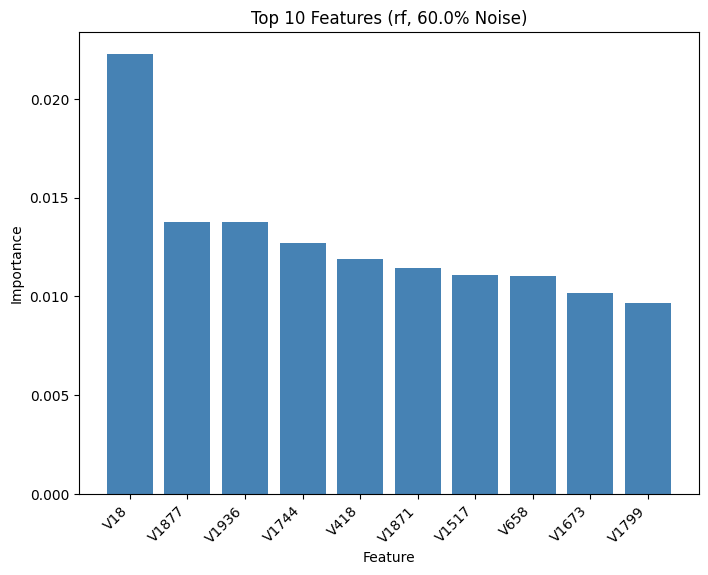 Top 10 Features (rf, 60.0% Noise)
Importance
0.020
0.015
0.010
0.005
0.000
V18
V1877
V1936
V1744
V418
V1871
V1517
V658
V1673
V1799
Feature